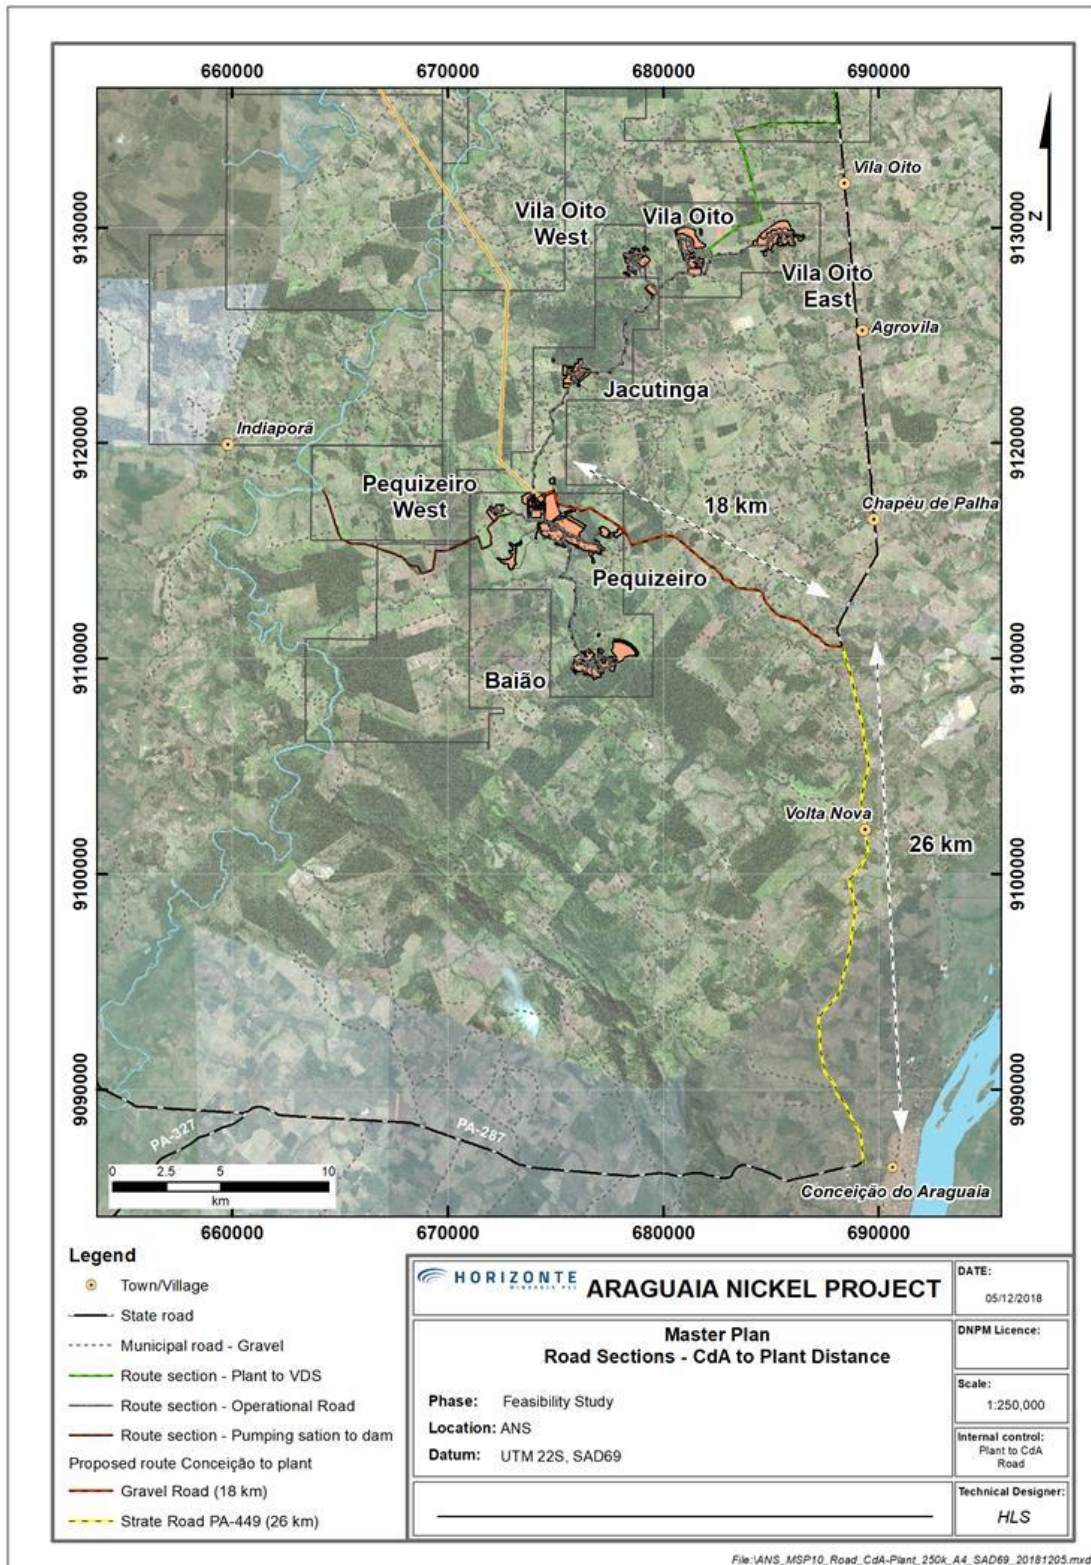 660000 670000 680000 690000
Vila Oito
N
9130000
9130000
Vila Oito
West
Vila Oito
Vila Oito
East
Agrovila
Jacutinga
9120000
9120000
Indiaporã
Pequizeiro
West
18 km
Chapéu de Palha
Pequizeiro
9110000
9110000
Baião
Volta Nova
26 km
9100000
9100000
9090000
9090000
PA-327
PA-287
0 2.5 5 10
km
Conceição do Araguaia
660000 670000 680000 690000
Legend
Town/Village
State road
Municipal road - Gravel
Route section - Plant to VDS
Route section - Operational Road
Route section - Pumping sation to dam
Proposed route Conceição to plant
Gravel Road (18 km)
Strate Road PA-449 (26 km)
HORIZONTE
MINERALS PLC
ARAGUAIA NICKEL PROJECT
DATE:
05/12/2018
Master Plan
Road Sections - CdA to Plant Distance
DNPM Licence:
Phase: Feasibility Study
Location: ANS
Datum: UTM 22S, SAD69
Scale:
1:250,000
Internal control:
Plant to CdA
Road
Technical Designer:
HLS
File:\ANS_MSP10_Road_CdA-Plant_250k_A4_SAD69_20181205.mxd